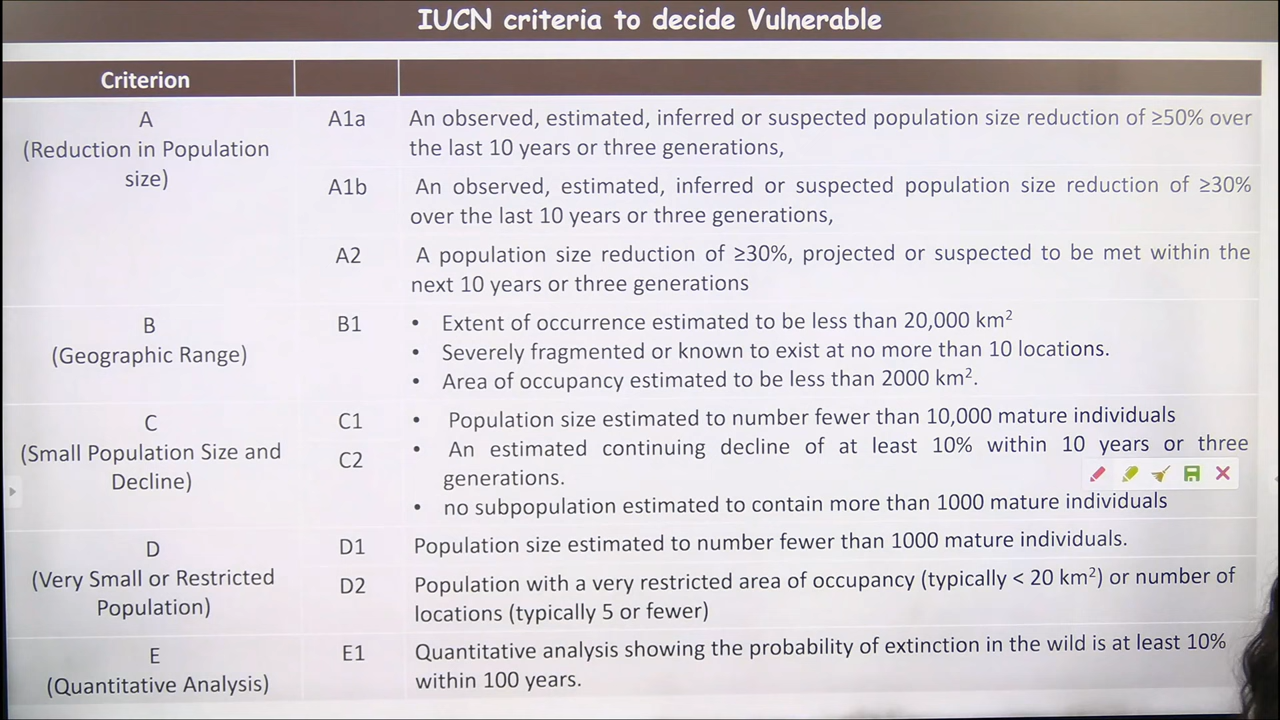 IUCN criteria to decide Vulnerable
Criterion
A
(Reduction in Population
size)
A1a
An observed, estimated, inferred or suspected population size reduction of ≥50% over
the last 10 years or three generations,
A1b
An observed, estimated, inferred or suspected population size reduction of ≥30%
over the last 10 years or three generations,
A2
A population size reduction of ≥30%, projected or suspected to be met within the
next 10 years or three generations
B
(Geographic Range)
B1
• Extent of occurrence estimated to be less than 20,000 km²
• Severely fragmented or known to exist at no more than 10 locations.
• Area of occupancy estimated to be less than 2000 km².
C
(Small Population Size and
Decline)
C1
C2
• Population size estimated to number fewer than 10,000 mature individuals
• An estimated continuing decline of at least 10% within 10 years or three
generations.
• no subpopulation estimated to contain more than 1000 mature individuals
D
(Very Small or Restricted
Population)
D1
Population size estimated to number fewer than 1000 mature individuals.
D2
Population with a very restricted area of occupancy (typically < 20 km²) or number of
locations (typically 5 or fewer)
E
(Quantitative Analysis)
E1
Quantitative analysis showing the probability of extinction in the wild is at least 10%
within 100 years.